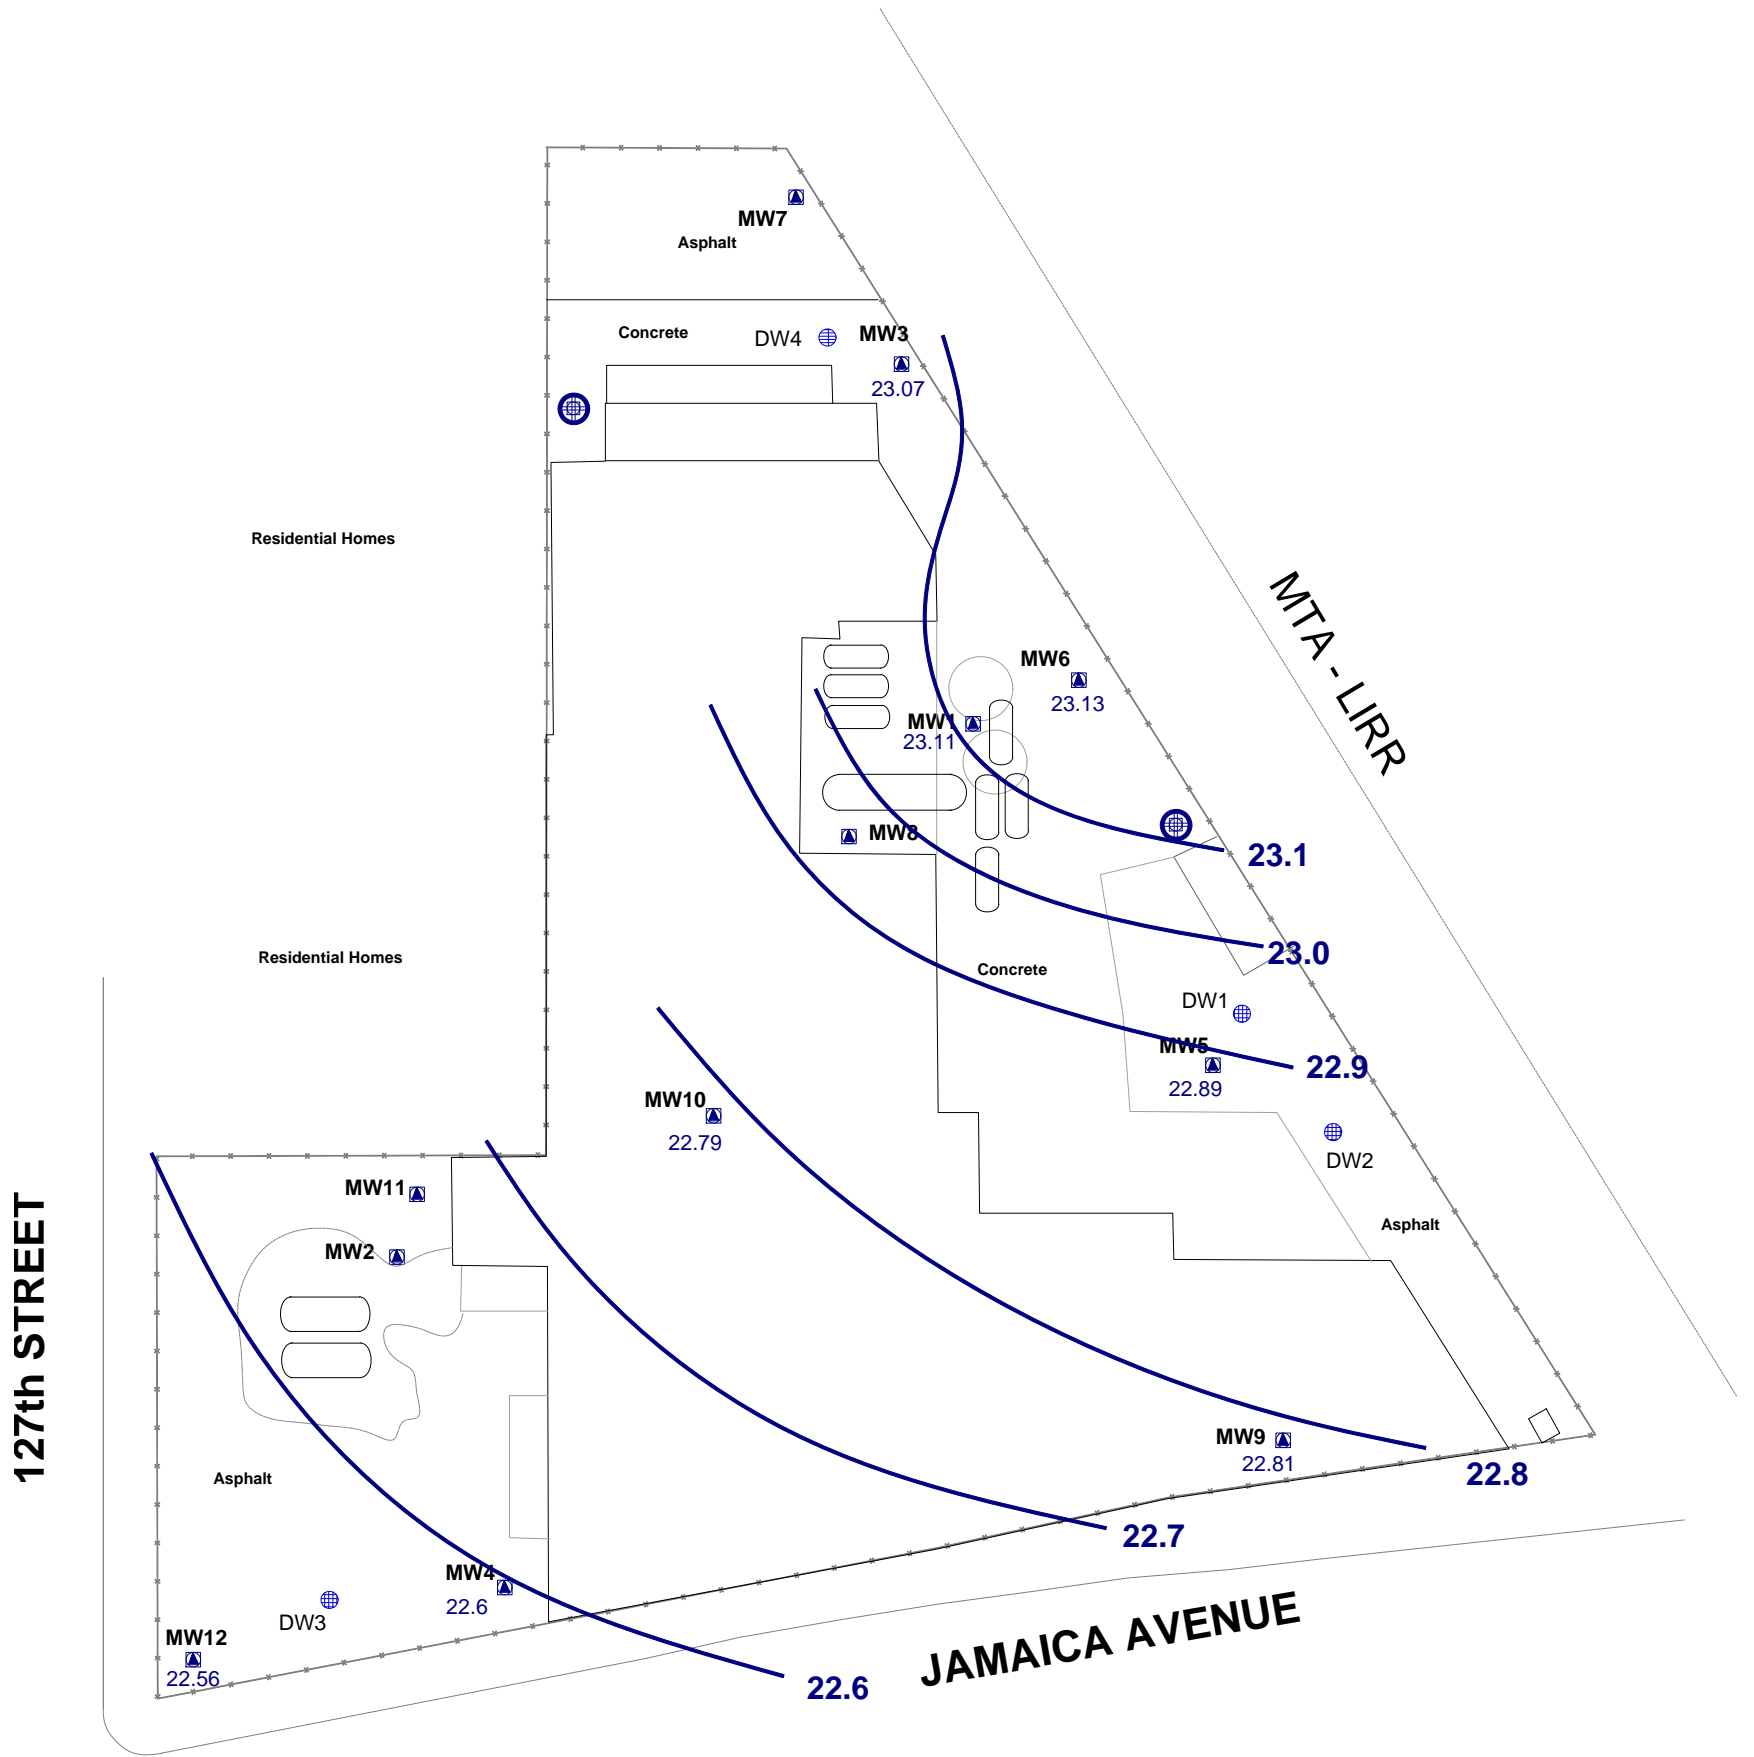 MW7
Asphalt
Concrete
DW4
MW3
23.07
Residential Homes
MTA - LIRR
MW6
23.13
MW1
23.11
MW8
23.1
23.0
Residential Homes
Concrete
DW1
MW5
22.89
22.9
MW10
22.79
DW2
MW11
Asphalt
MW2
127th STREET
MW9
22.81
22.8
Asphalt
22.7
MW4
22.6
DW3
MW12
22.56
22.6
JAMAICA AVENUE